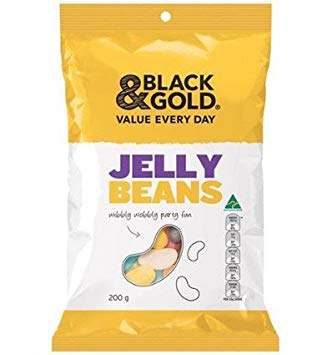 &BLACK
GOLD®
VALUE EVERY DAY
JELLY
BEANS
wibbly wobbly party fun
200 g